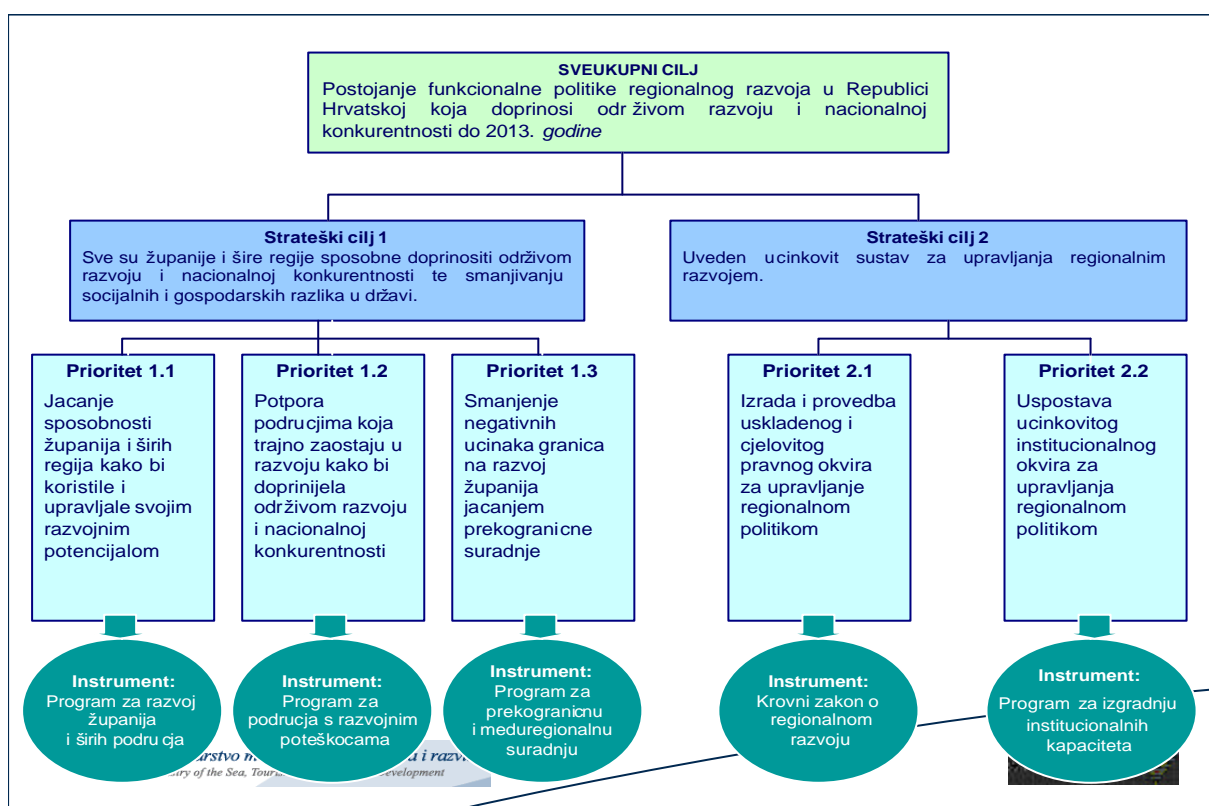 SVEUKUPNI CILJ
Postojanje funkcionalne politike regionalnog razvoja u Republici
Hrvatskoj koja doprinosi odr živom razvoju i nacionalnoj
konkurentnosti do 2013. godine
Strateški cilj 1
Sve su županije i šire regije sposobne doprinositi održivom
razvoju i nacionalnoj konkurentnosti te smanjivanju
socijalnih i gospodarskih razlika u državi.
Strateški cilj 2
Uveden ucinkovit sustav za upravljanja regionalnim
razvojem.
Prioritet 1.1
Jacanje
sposobnosti
županija i širih
regija kako bi
koristile i
upravljale svojim
razvojnim
potencijalom
Prioritet 1.2
Potpora
podrucjima koja
trajno zaostaju u
razvoju kako bi
doprinijela
održivom razvoju
i nacionalnoj
konkurentnosti
Prioritet 1.3
Smanjenje
negativnih
ucinaka granica
na razvoj
županija
jacanjem
prekogranicne
suradnje
Prioritet 2.1
Izrada i provedba
uskladenog i
cjelovitog
pravnog okvira
za upravljanje
regionalnom
politikom
Prioritet 2.2
Uspostava
ucinkovitog
institucionalnog
okvira za
upravljanja
regionalnom
politikom
Instrument:
Program za razvoj
županija
i širih podru cja
Instrument:
Program za
podrucja s razvojnim
poteškocama
Instrument:
Program za
prekogranicnu
i meduregionalnu
suradnju
Instrument:
Krovni zakon o
regionalnom
razvoju
Instrument:
Program za izgradnju
institucionalnih
kapaciteta
of the Sea,